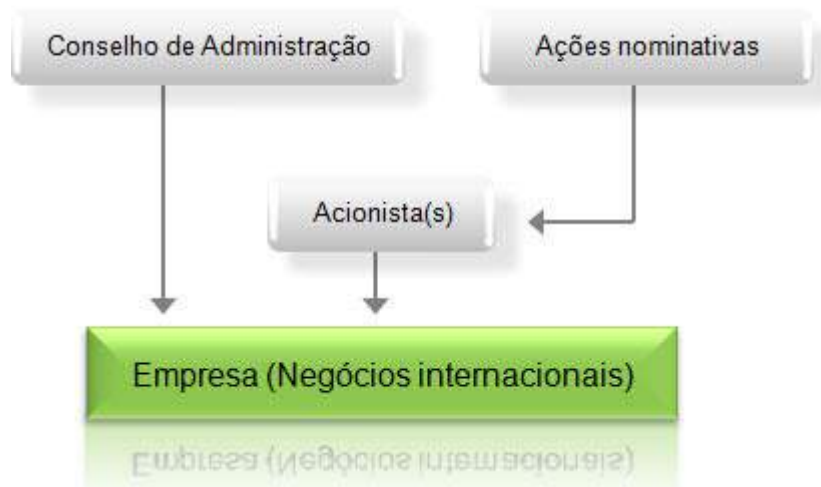 Conselho de Administração
Ações nominativas
Acionista(s)
Empresa (Negócios internacionais)